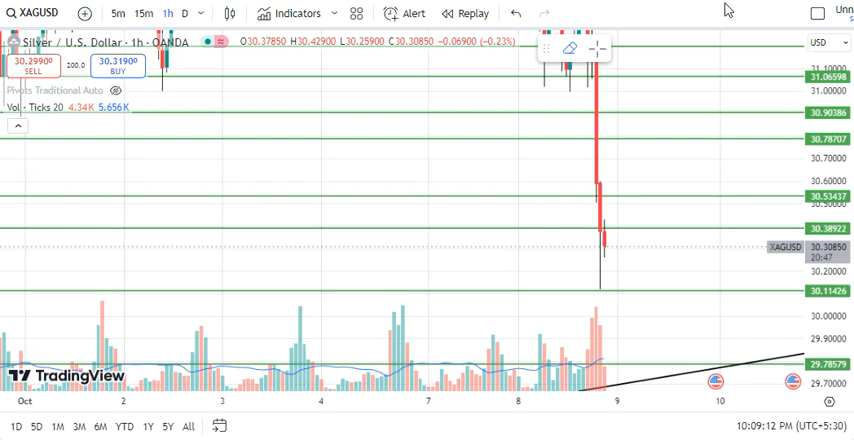 XAGUSD 5m 15m 1h D Indicators Alert Replay Unn
Silver / U.S. Dollar · 1h · OANDA O30.37850 H30.42900 L30.25900 C30.30850 -0.06900 (-0.23%) USD
30.29900 200.0 30.31900
SELL BUY
31.10000
31.06598
Pivots Traditional Auto
31.00000
Vol · Ticks 20 4.34K 5.656K
30.90386
30.78707
30.70000
30.60000
30.53437
30.50000
30.38922
XAGUSD 30.30850
20:47
30.20000
30.11426
30.00000
29.90000
29.78579
TradingView
29.70000
Oct 2 3 4 7 8 9 10
1D 5D 1M 3M 6M YTD 1Y 5Y All 10:09:12 PM (UTC+5:30)